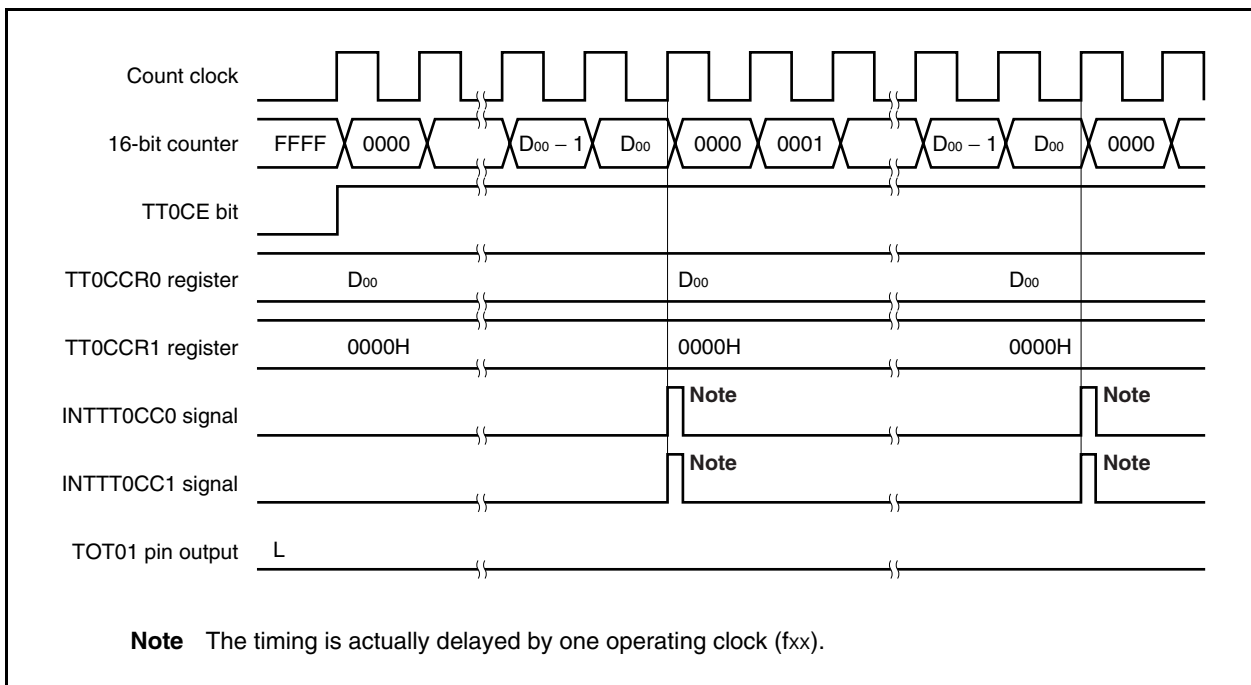 Count clock
16-bit counter FFFF 0000 D00 − 1 D00 0000 0001 D00 − 1 D00 0000
TT0CE bit
TT0CCR0 register D00 D00 D00
TT0CCR1 register 0000H 0000H 0000H
INTTT0CC0 signal Note Note
INTTT0CC1 signal Note Note
TOT01 pin output L
Note The timing is actually delayed by one operating clock (fxx).